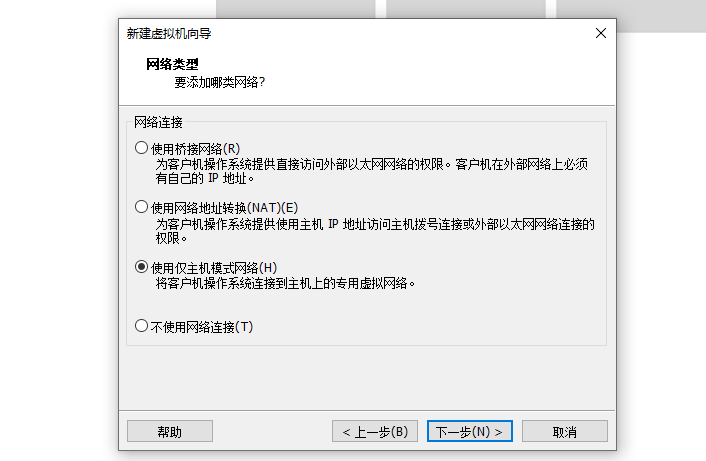 新建虚拟机向导
网络类型
要添加哪类网络?
网络连接
使用桥接网络(R)
为客户机操作系统提供直接访问外部以太网网络的权限。客户机在外部网络上必须
有自己的 IP 地址。
使用网络地址转换(NAT)(E)
为客户机操作系统提供使用主机 IP 地址访问主机拨号连接或外部以太网网络连接的
权限。
使用仅主机模式网络(H)
将客户机操作系统连接到主机上的专用虚拟网络。
不使用网络连接(T)
帮助
< 上一步(B)
下一步(N) >
取消